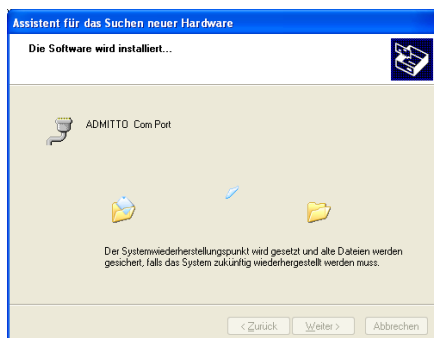 Assistent für das Suchen neuer Hardware
Die Software wird installiert...
ADMITTO Com Port
Der Systemwiederherstellungspunkt wird gesetzt und alte Dateien werden
gesichert, falls das System zukünftig wiederhergestellt werden muss.
< Zurück Weiter > Abbrechen